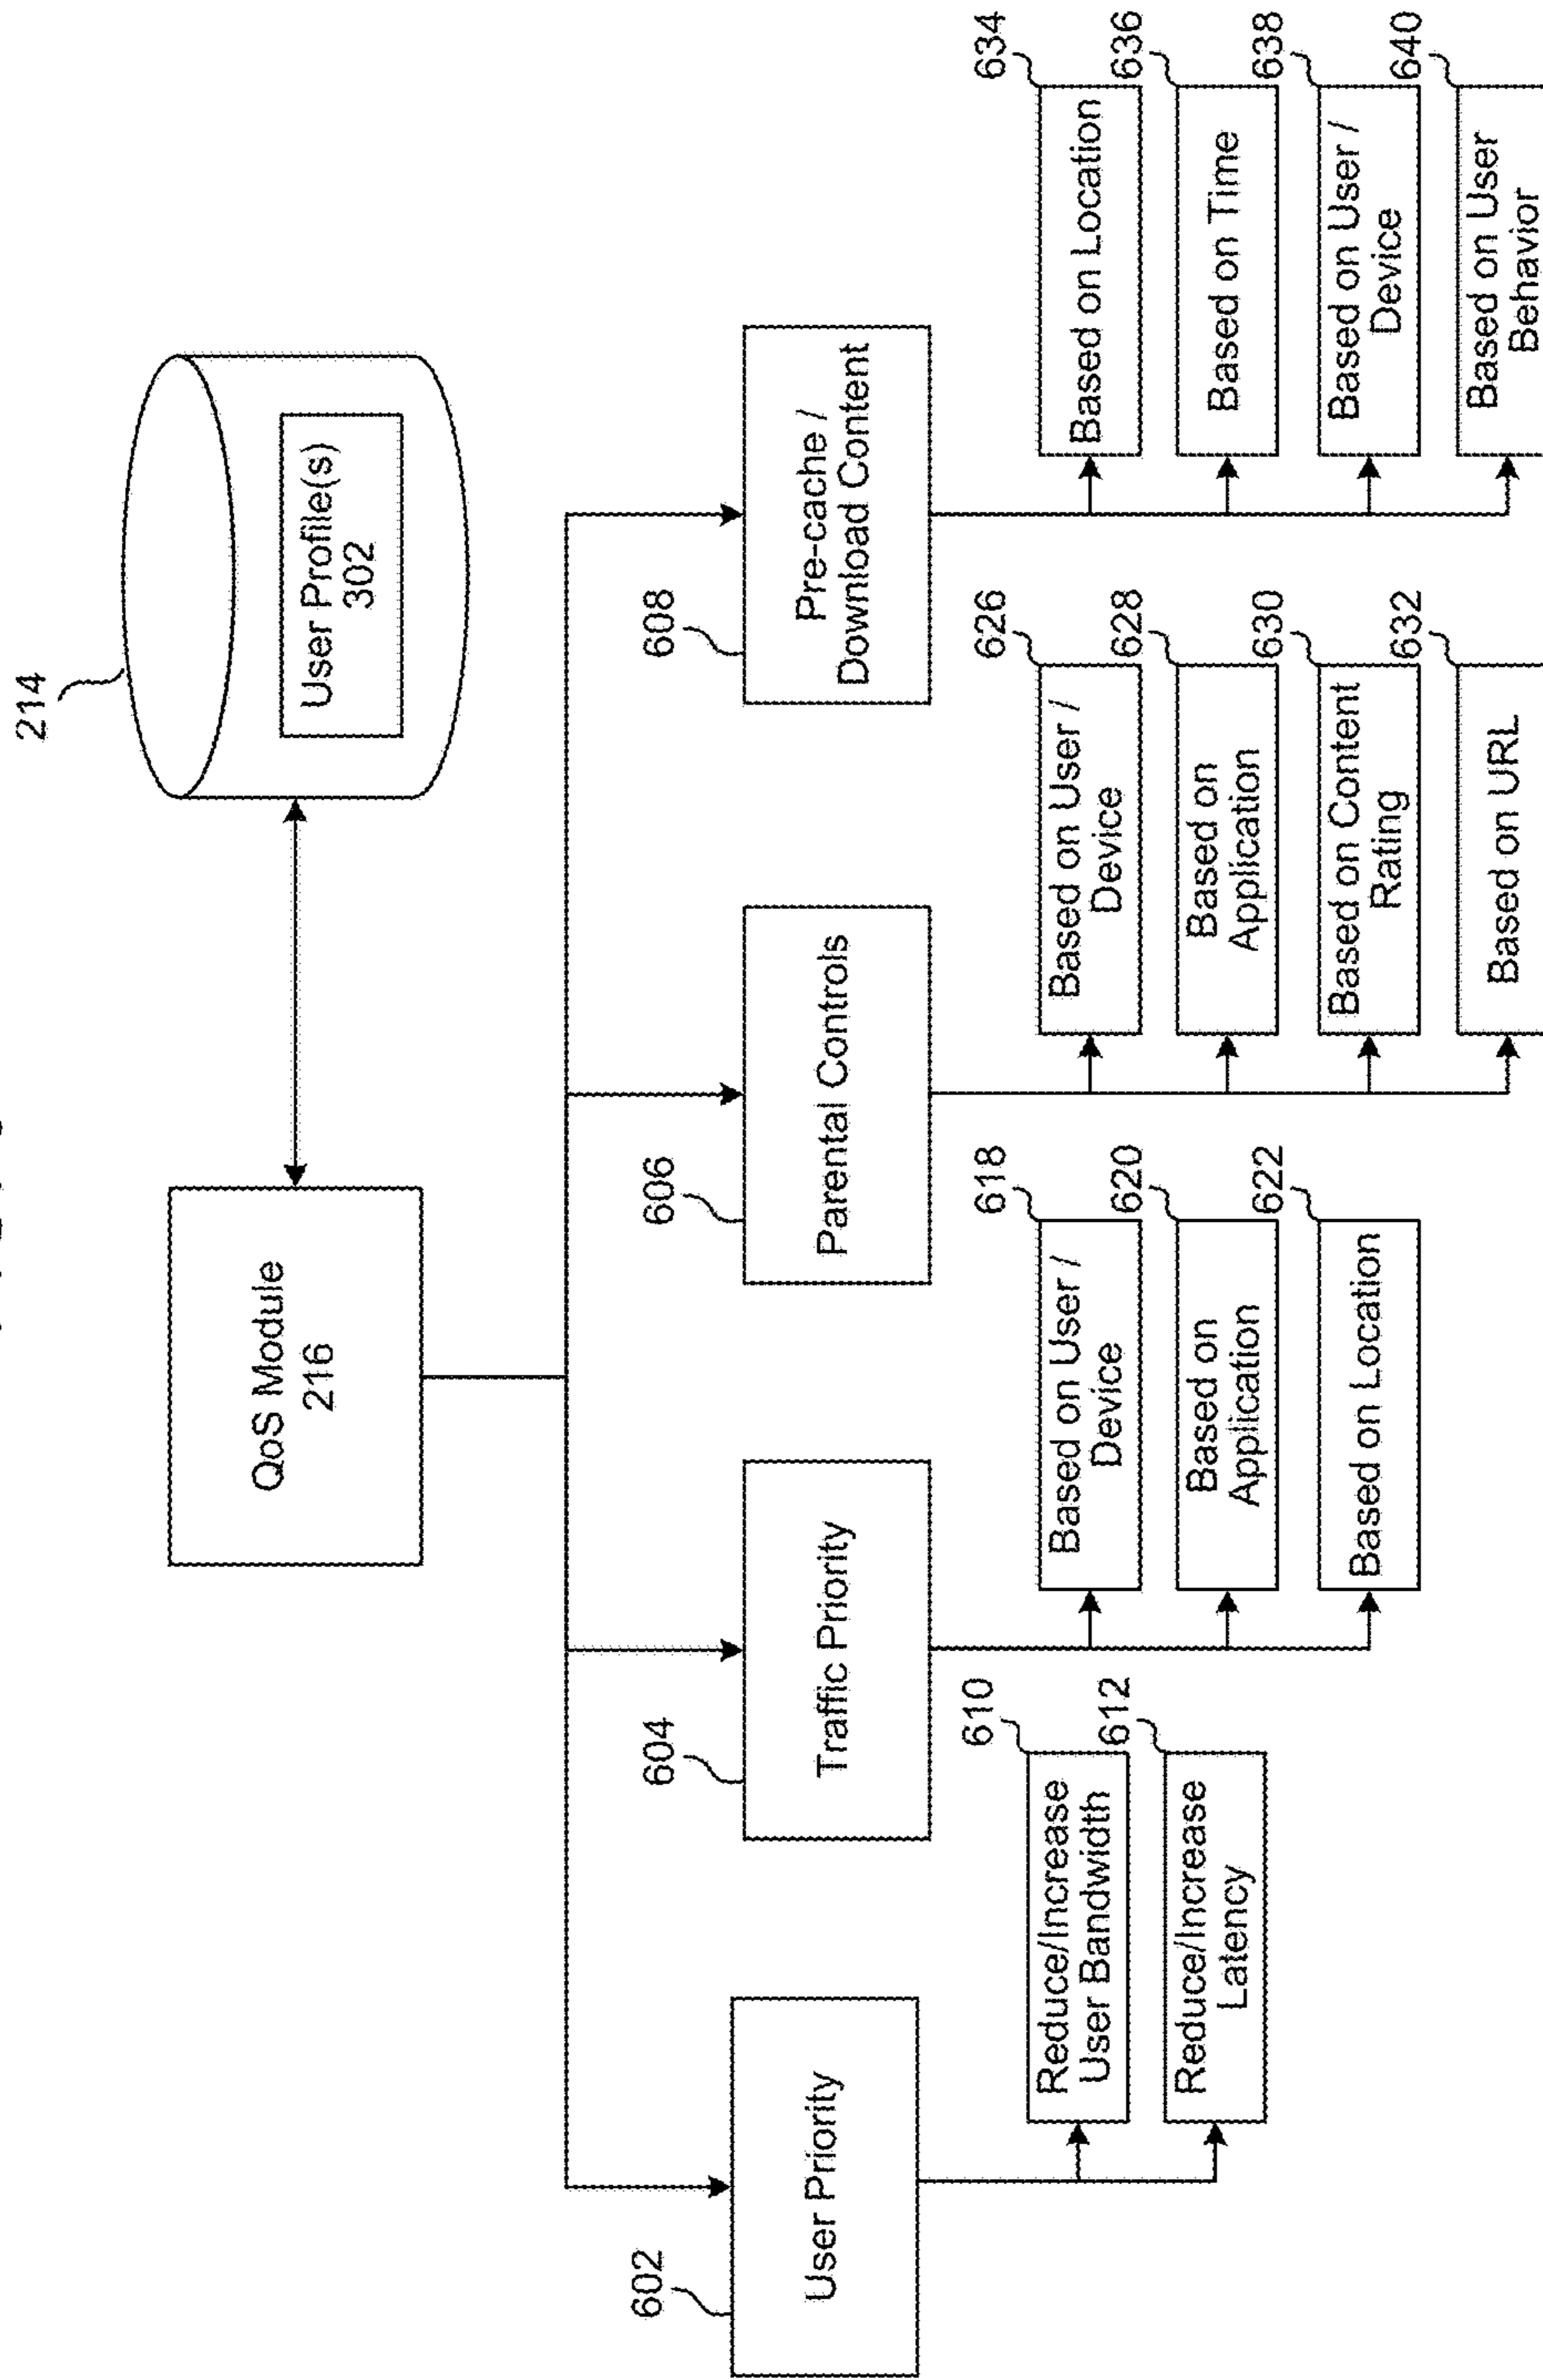 214
QoS Module
216
User Profile(s)
302
602
User Priority
604
Traffic Priority
606
Parental Controls
608
Pre-cache /
Download Content
610
Reduce/Increase
User Bandwidth
612
Reduce/Increase
Latency
618
Based on User /
Device
620
Based on
Application
622
Based on Location
626
Based on User /
Device
628
Based on
Application
630
Based on Content
Rating
632
Based on URL
634
Based on Location
636
Based on Time
638
Based on User /
Device
640
Based on User
Behavior